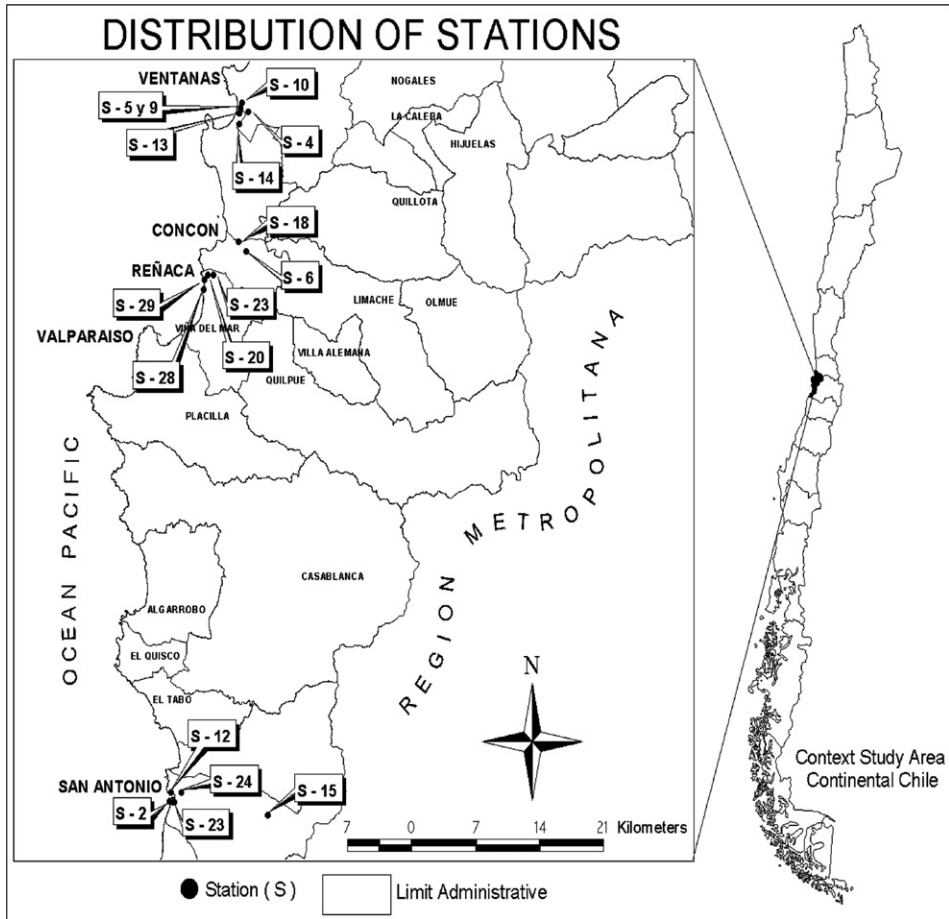 DISTRIBUTION OF STATIONS
VENTANAS
S - 10
S - 5 y 9
S - 13
S - 4
S - 14
NOGALES
LA CALERA
HIJUELAS
QUILLOTA
CONCON
S - 18
S - 6
REÑACA
S - 29
S - 23
LIMACHE
OLMUE
VALPARAISO
VIÑA DEL MAR
S - 20
VILLA ALEMANA
S - 28
QUILPUE
PLACILLA
OCEAN PACIFIC
REGION METROPOLITANA
CASABLANCA
ALGARROBO
EL QUISCO
EL TABO
N
S - 12
SAN ANTONIO
S - 24
S - 15
S - 2
S - 23
7 0 7 14 21 Kilometers
Context Study Area
Continental Chile
Station ( S )
Limit Administrative